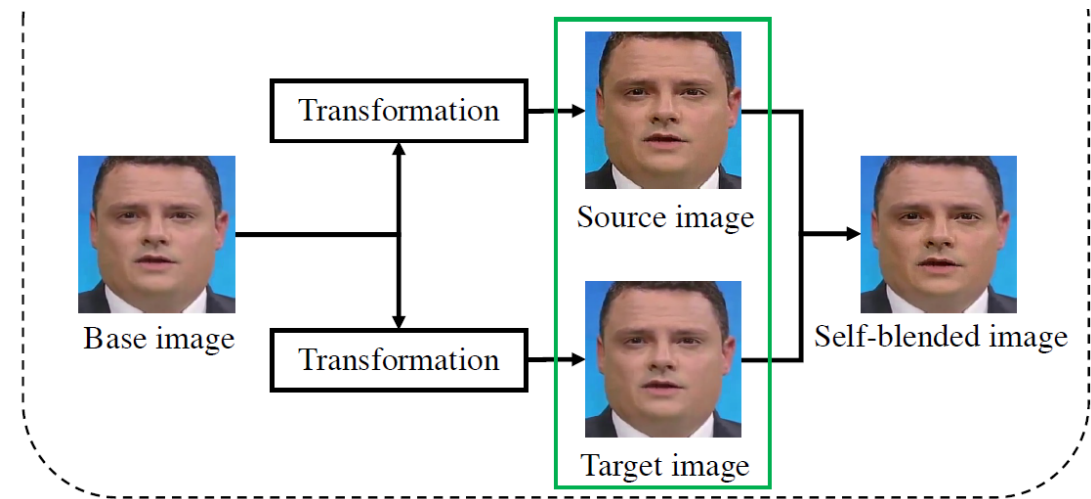 Transformation
Source image
Base image
Transformation
Self-blended image
Target image